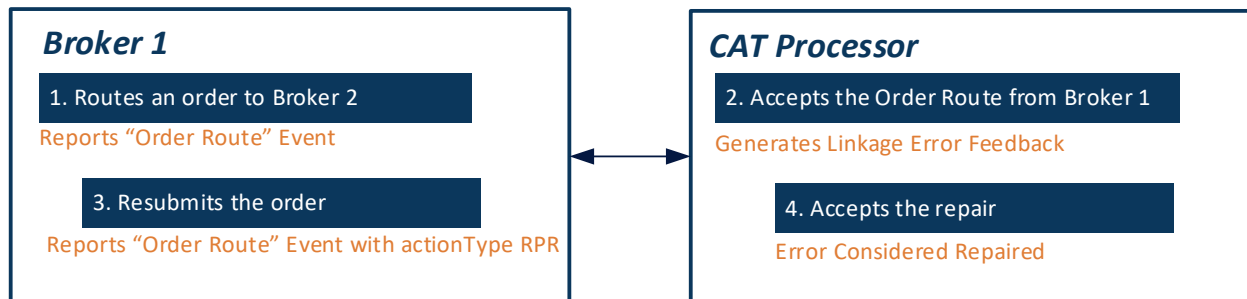 Broker 1
1. Routes an order to Broker 2
Reports “Order Route” Event
3. Resubmits the order
Reports “Order Route” Event with actionType RPR
CAT Processor
2. Accepts the Order Route from Broker 1
Generates Linkage Error Feedback
4. Accepts the repair
Error Considered Repaired